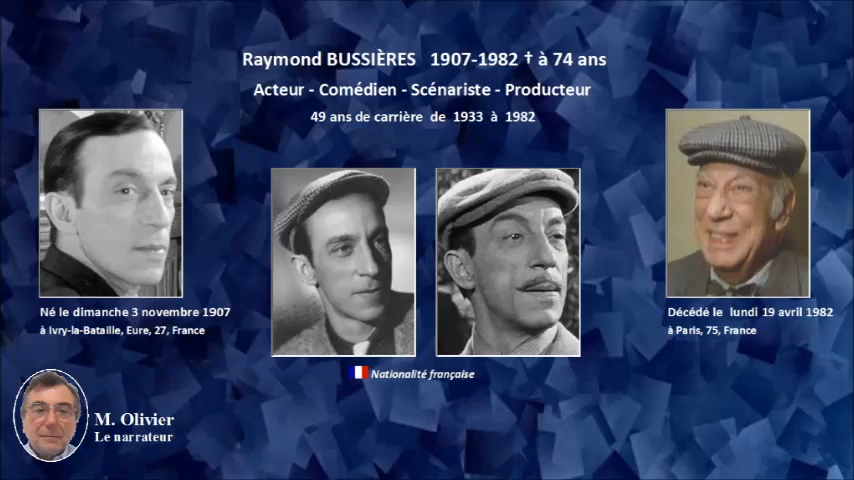 Raymond BUSSIÈRES 1907-1982 † à 74 ans
Acteur - Comédien - Scénariste - Producteur
49 ans de carrière de 1933 à 1982
Né le dimanche 3 novembre 1907
à Ivry-la-Bataille, Eure, 27, France
Décédé le lundi 19 avril 1982
à Paris, 75, France
Nationalité française
M. Olivier
Le narrateur